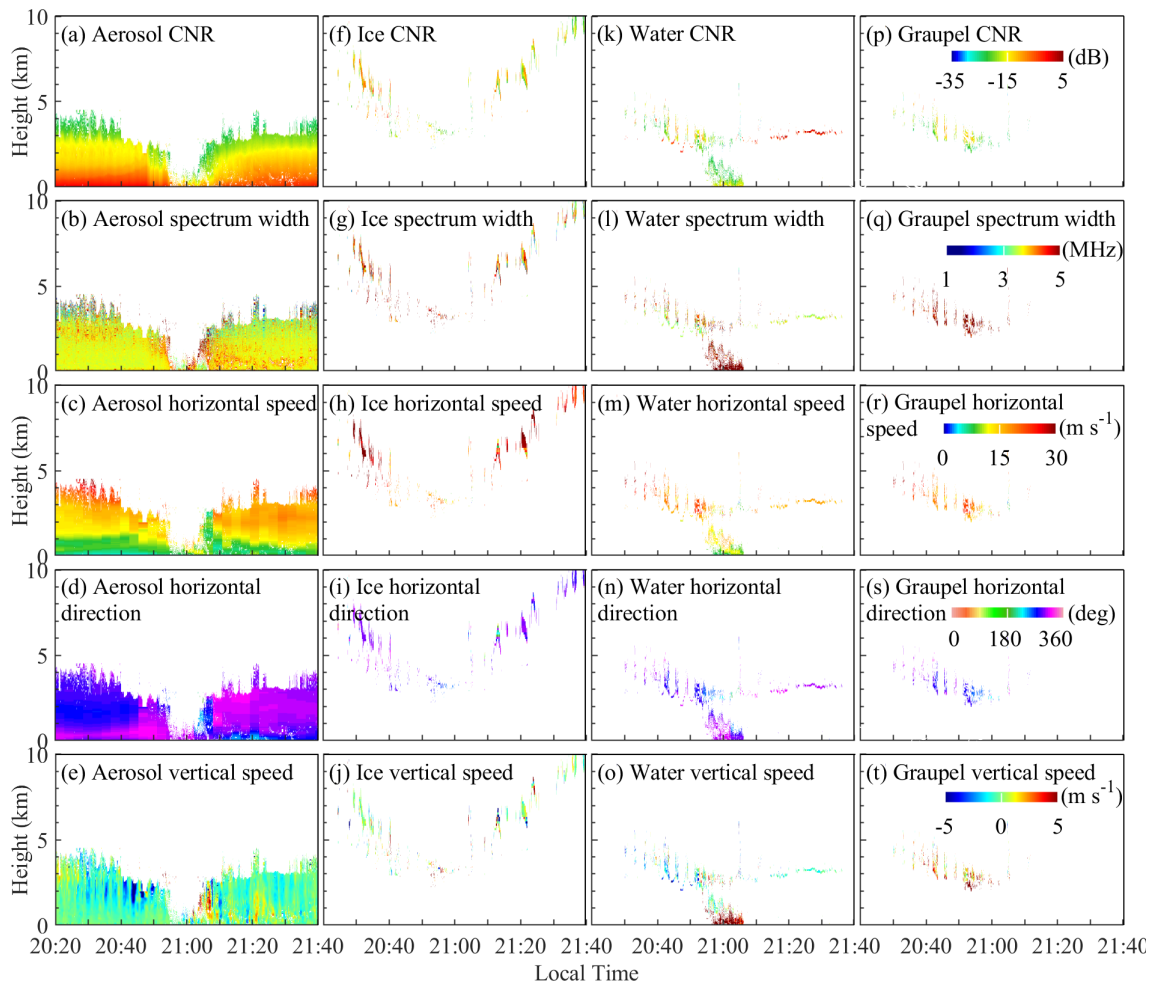 10
(a) Aerosol CNR
(f) Ice CNR
(k) Water CNR
(p) Graupel CNR
(dB)
-35 -15 5
Height (km)
5
0
(b) Aerosol spectrum width
(g) Ice spectrum width
(l) Water spectrum width
(q) Graupel spectrum width
(MHz)
1 3 5
5
10
(c) Aerosol horizontal speed
(h) Ice horizontal speed
(m) Water horizontal speed
(r) Graupel horizontal
speed
(m s⁻¹)
0 15 30
Height (km)
5
0
10
(d) Aerosol horizontal
direction
(i) Ice horizontal
direction
(n) Water horizontal
direction
(s) Graupel horizontal
direction
(deg)
0 180 360
5
10
(e) Aerosol vertical speed
(j) Ice vertical speed
(o) Water vertical speed
(t) Graupel vertical speed
(m s⁻¹)
-5 0 5
Height (km)
5
0
20:20 20:40 21:00 21:20 21:40 20:40 21:00 21:20 21:40 20:40 21:00 21:20 21:40 20:40 21:00 21:20 21:40
Local Time